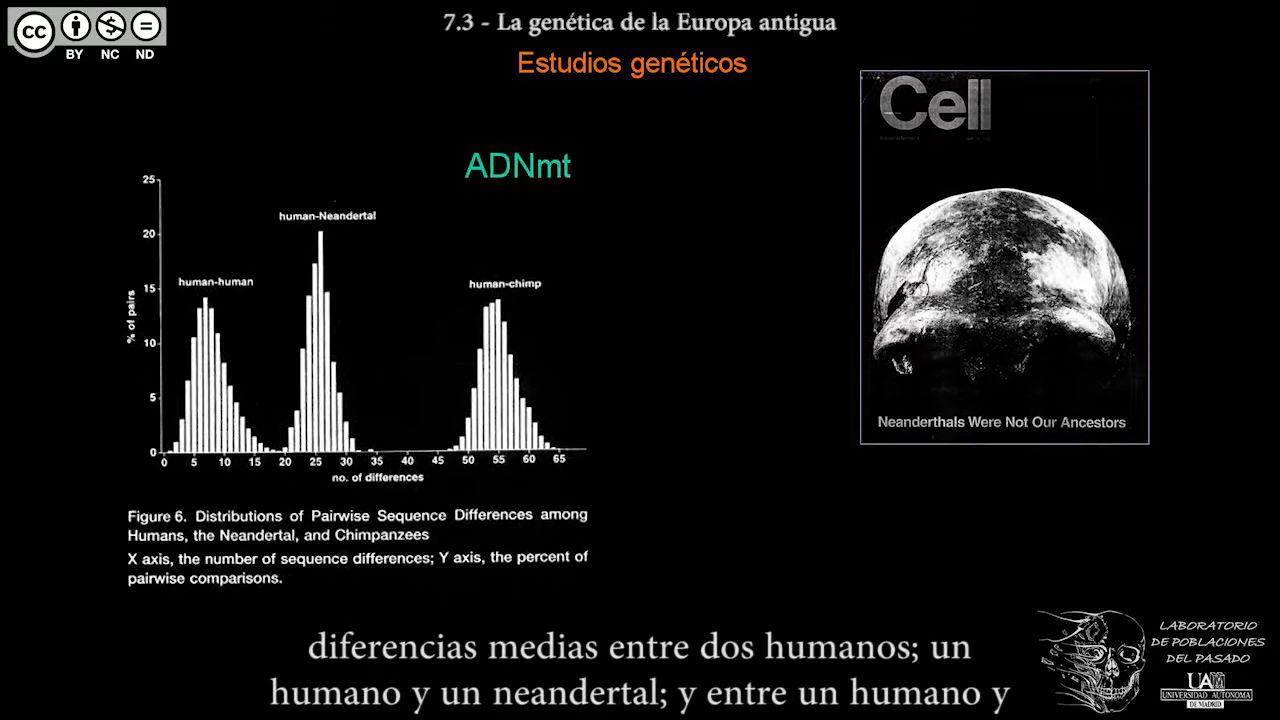 7.3 - La genética de la Europa antigua
CC
BY NC ND
Estudios genéticos
Cell
ADNmt
25
20
15
10
5
0
% of pairs
human-human
human-Neandertal
human-chimp
0 5 10 15 20 25 30 35 40 45 50 55 60 65
no. of differences
Figure 6. Distributions of Pairwise Sequence Differences among
Humans, the Neandertal, and Chimpanzees
X axis, the number of sequence differences; Y axis, the percent of
pairwise comparisons.
Neanderthals Were Not Our Ancestors
diferencias medias entre dos humanos; un
humano y un neandertal; y entre un humano y
LABORATORIO
DE POBLACIONES
DEL PASADO
UAM
UNIVERSIDAD AUTONOMA
DE MADRID